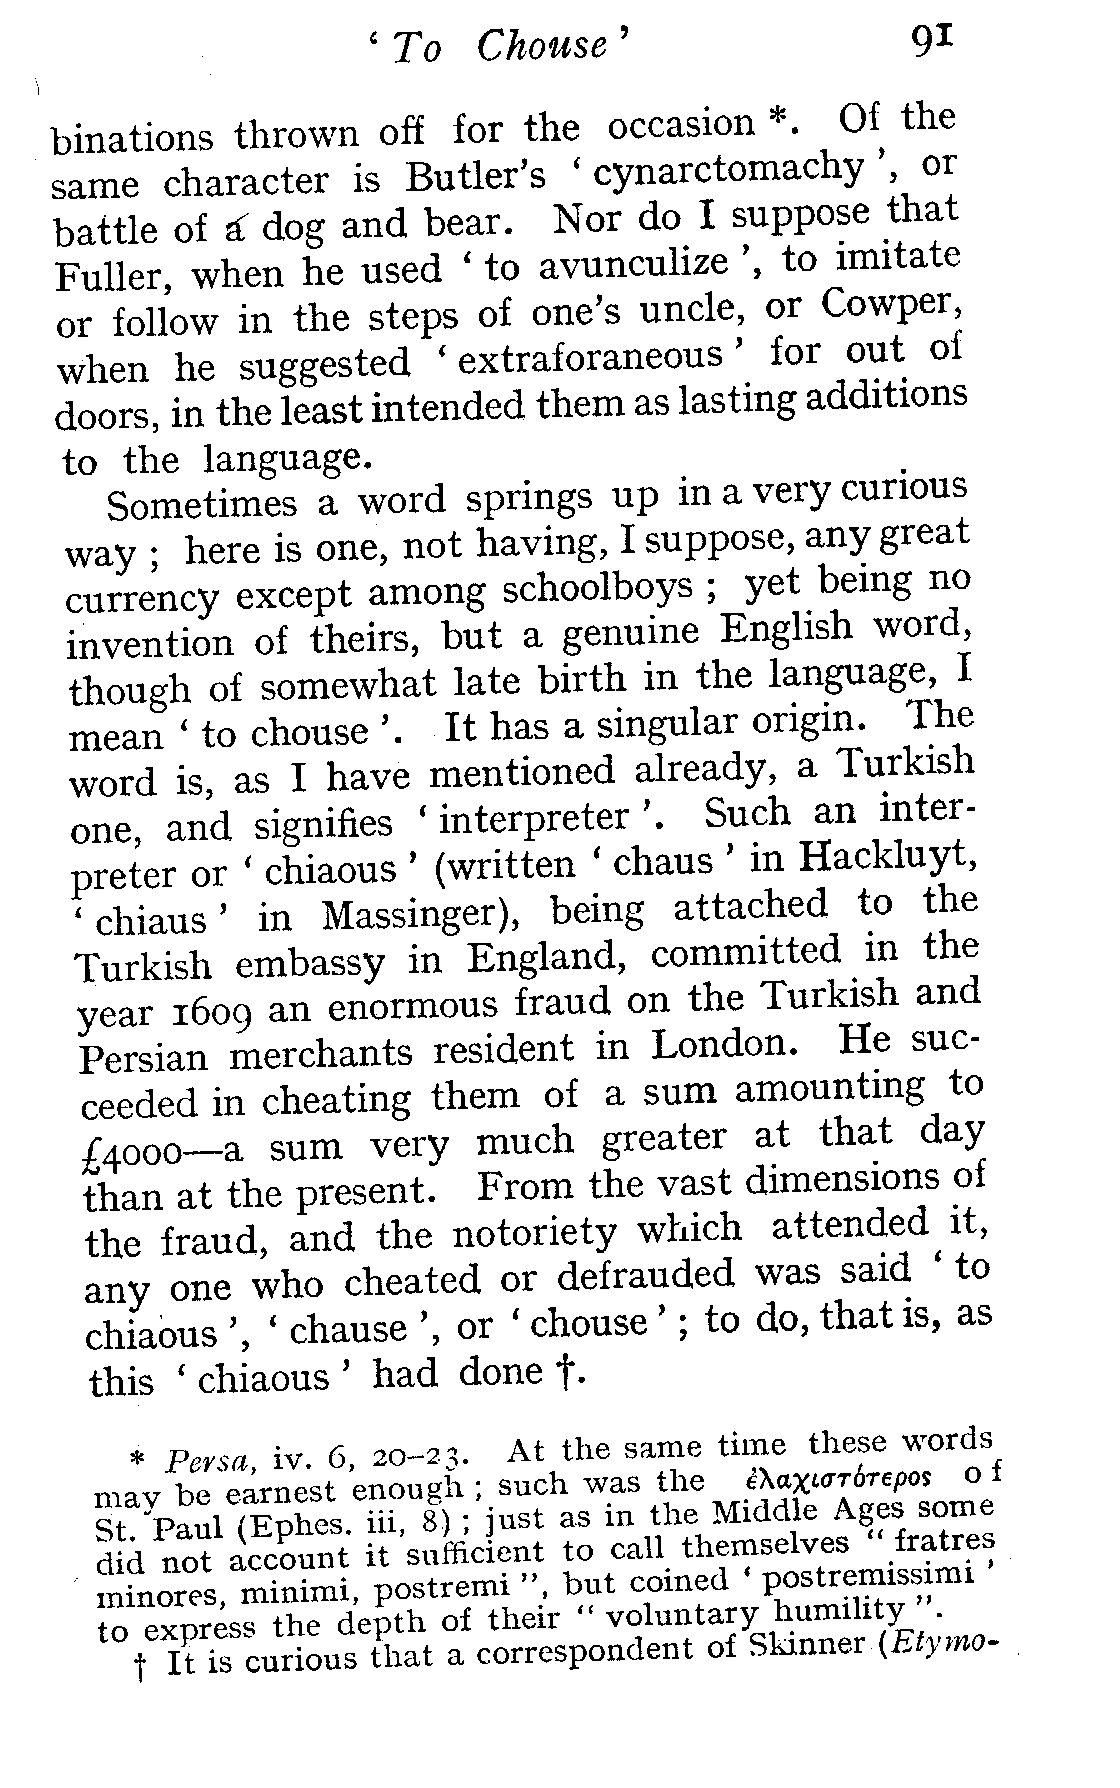 ‘ To Chouse ’ 91
binations thrown off for the occasion *. Of the
same character is Butler's ‘ cynarctomachy ’, or
battle of a dog and bear. Nor do I suppose that
Fuller, when he used ‘ to avunculize ’, to imitate
or follow in the steps of one's uncle, or Cowper,
when he suggested ‘ extraforaneous ’ for out of
doors, in the least intended them as lasting additions
to the language.
Sometimes a word springs up in a very curious
way ; here is one, not having, I suppose, any great
currency except among schoolboys ; yet being no
invention of theirs, but a genuine English word,
though of somewhat late birth in the language, I
mean ‘ to chouse ’. It has a singular origin. The
word is, as I have mentioned already, a Turkish
one, and signifies ‘ interpreter ’. Such an inter-
preter or ‘ chiaous ’ (written ‘ chaus ’ in Hackluyt,
‘ chiaus ’ in Massinger), being attached to the
Turkish embassy in England, committed in the
year 1609 an enormous fraud on the Turkish and
Persian merchants resident in London. He suc-
ceeded in cheating them of a sum amounting to
£4000—a sum very much greater at that day
than at the present. From the vast dimensions of
the fraud, and the notoriety which attended it,
any one who cheated or defrauded was said ‘ to
chiaous ’, ‘ chause ’, or ‘ chouse ’ ; to do, that is, as
this ‘ chiaous ’ had done †.
* Persa, iv. 6, 20–23. At the same time these words
may be earnest enough ; such was the ἐλαχιστότερος of
St. Paul (Ephes. iii, 8) ; just as in the Middle Ages some
did not account it sufficient to call themselves “ fratres
minores, minimi, postremi ”, but coined ‘ postremissimi ’
to express the depth of their “ voluntary humility ”.
† It is curious that a correspondent of Skinner (Etymo-